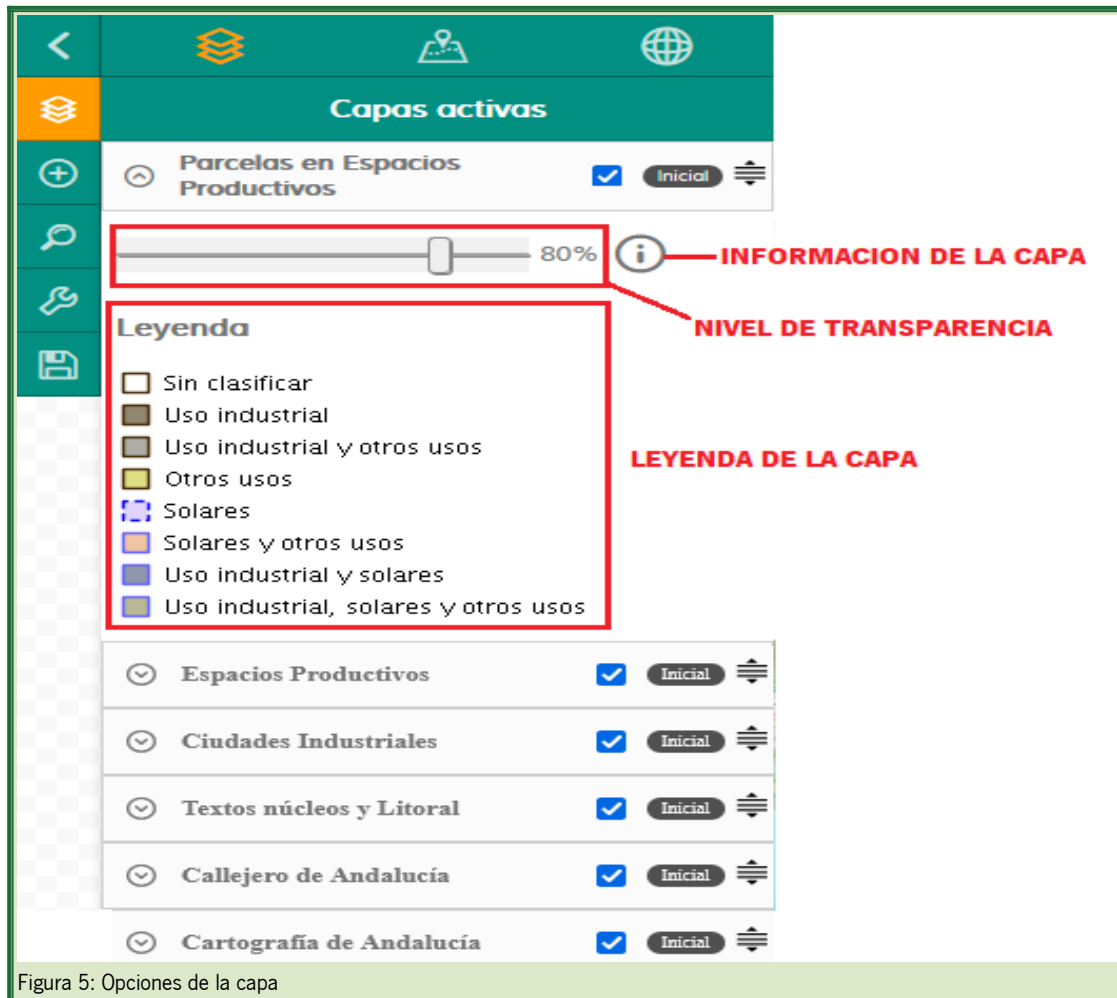 Capas activas
Parcelas en Espacios
Productivos
Inicial
80%
INFORMACION DE LA CAPA
NIVEL DE TRANSPARENCIA
Leyenda
Sin clasificar
Uso industrial
Uso industrial y otros usos
Otros usos
Solares
Solares y otros usos
Uso industrial y solares
Uso industrial, solares y otros usos
LEYENDA DE LA CAPA
Espacios Productivos Inicial
Ciudades Industriales Inicial
Textos núcleos y Litoral Inicial
Callejero de Andalucía Inicial
Cartografía de Andalucía Inicial
Figura 5: Opciones de la capa